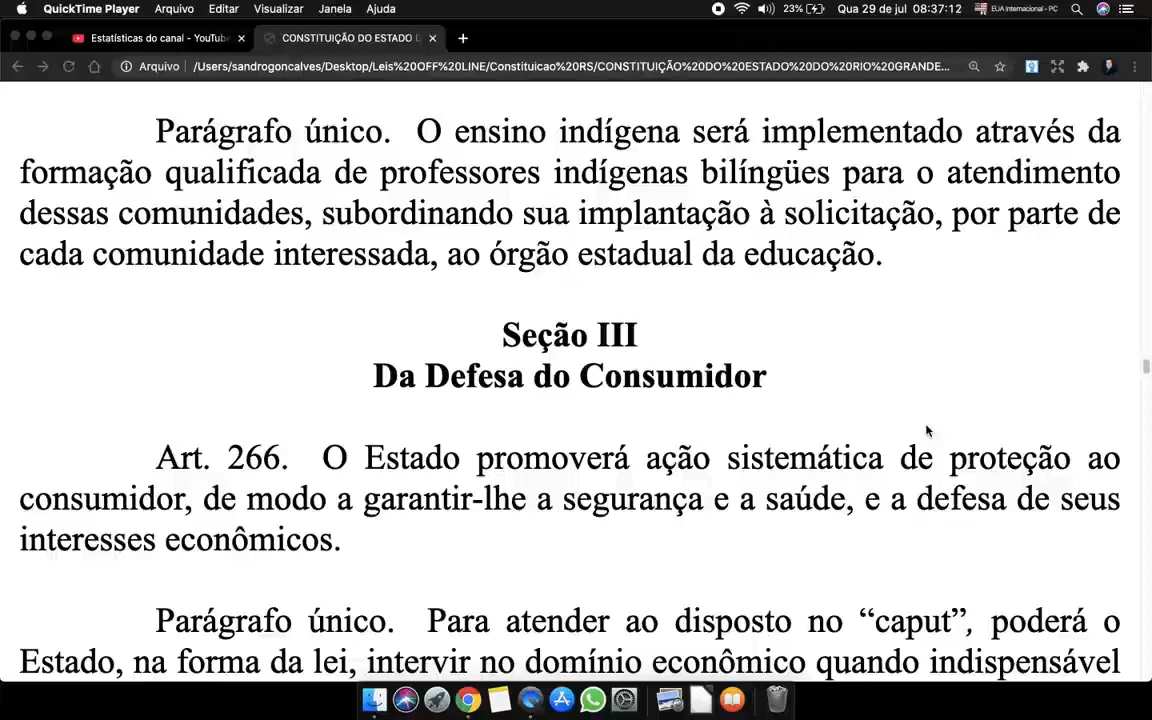 QuickTime Player Arquivo Editar Visualizar Janela Ajuda 23% Qua 29 de jul 08:37:12 EUA Internacional - PC
Estatísticas do canal - YouTub CONSTITUIÇÃO DO ESTADO
Arquivo /Users/sandrogoncalves/Desktop/Leis%20OFF%20LINE/Constituicao%20RS/CONSTITUIÇÃO%20DO%20ESTADO%20DO%20RIO%20GRANDE...
Parágrafo único. O ensino indígena será implementado através da
formação qualificada de professores indígenas bilíngües para o atendimento
dessas comunidades, subordinando sua implantação à solicitação, por parte de
cada comunidade interessada, ao órgão estadual da educação.
Seção III
Da Defesa do Consumidor
Art. 266. O Estado promoverá ação sistemática de proteção ao
consumidor, de modo a garantir-lhe a segurança e a saúde, e a defesa de seus
interesses econômicos.
Parágrafo único. Para atender ao disposto no “caput”, poderá o
Estado, na forma da lei, intervir no domínio econômico quando indispensável